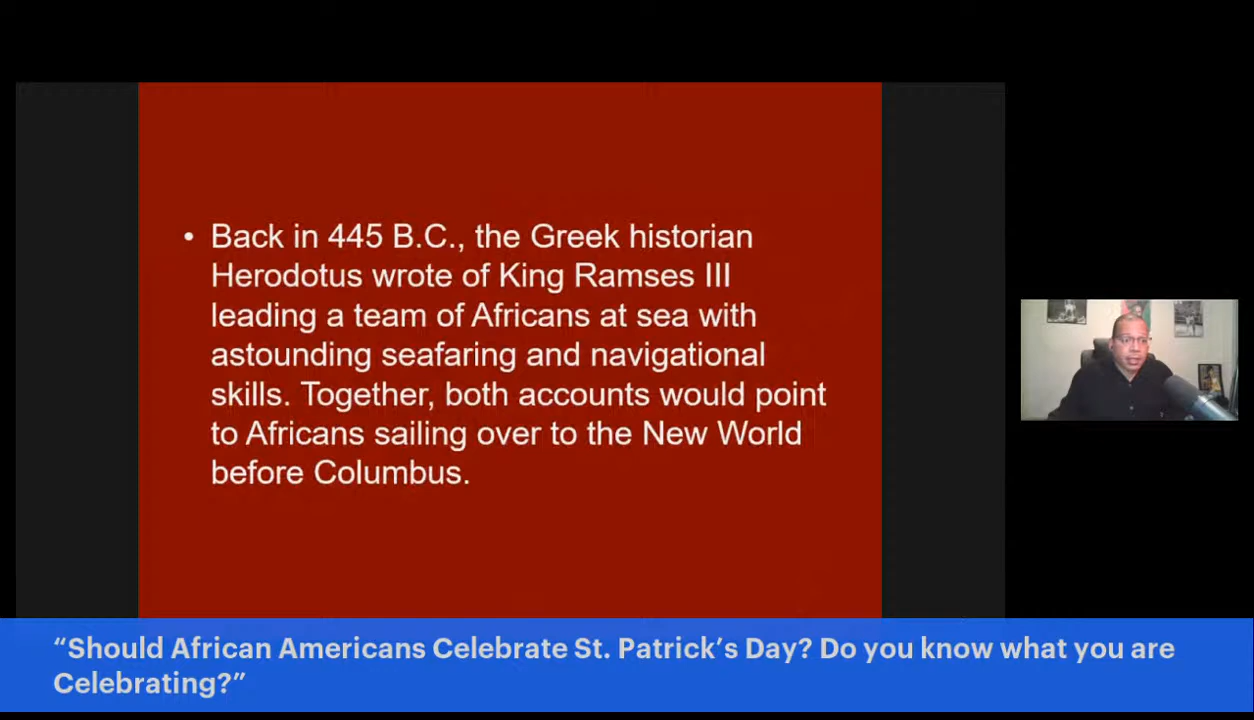 • Back in 445 B.C., the Greek historian
Herodotus wrote of King Ramses III
leading a team of Africans at sea with
astounding seafaring and navigational
skills. Together, both accounts would point
to Africans sailing over to the New World
before Columbus.
“Should African Americans Celebrate St. Patrick’s Day? Do you know what you are
Celebrating?”